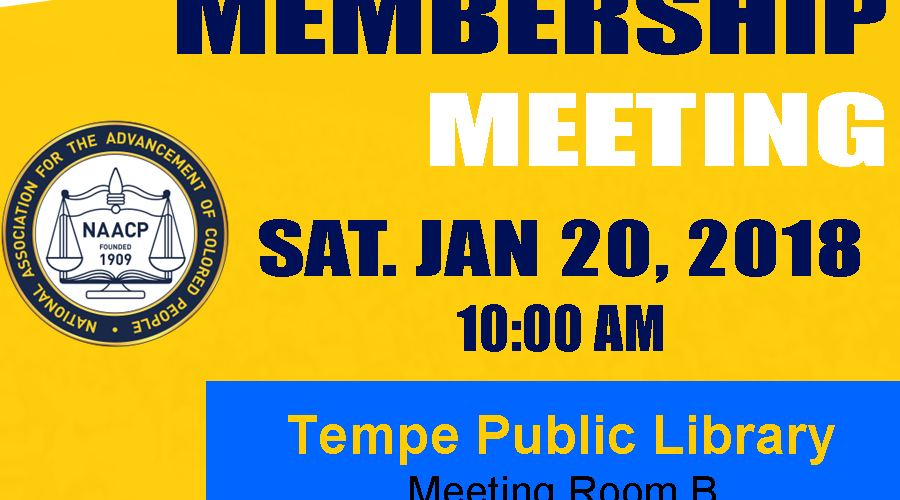 MEMBERSHIP
MEETING
NATIONAL ASSOCIATION FOR THE ADVANCEMENT OF COLORED PEOPLE •
NAACP
FOUNDED
1909
SAT. JAN 20, 2018
10:00 AM
Tempe Public Library
Meeting Room B